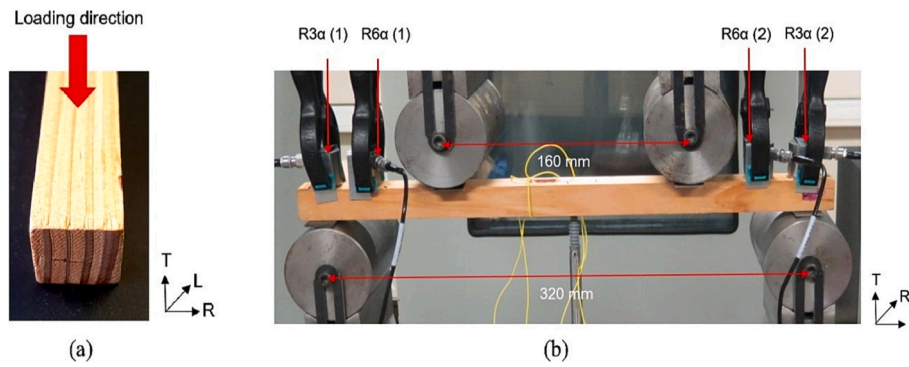 Loading direction
T
L
R
(a)
R3α (1)
R6α (1)
R6α (2)
R3α (2)
160 mm
320 mm
T
R
(b)